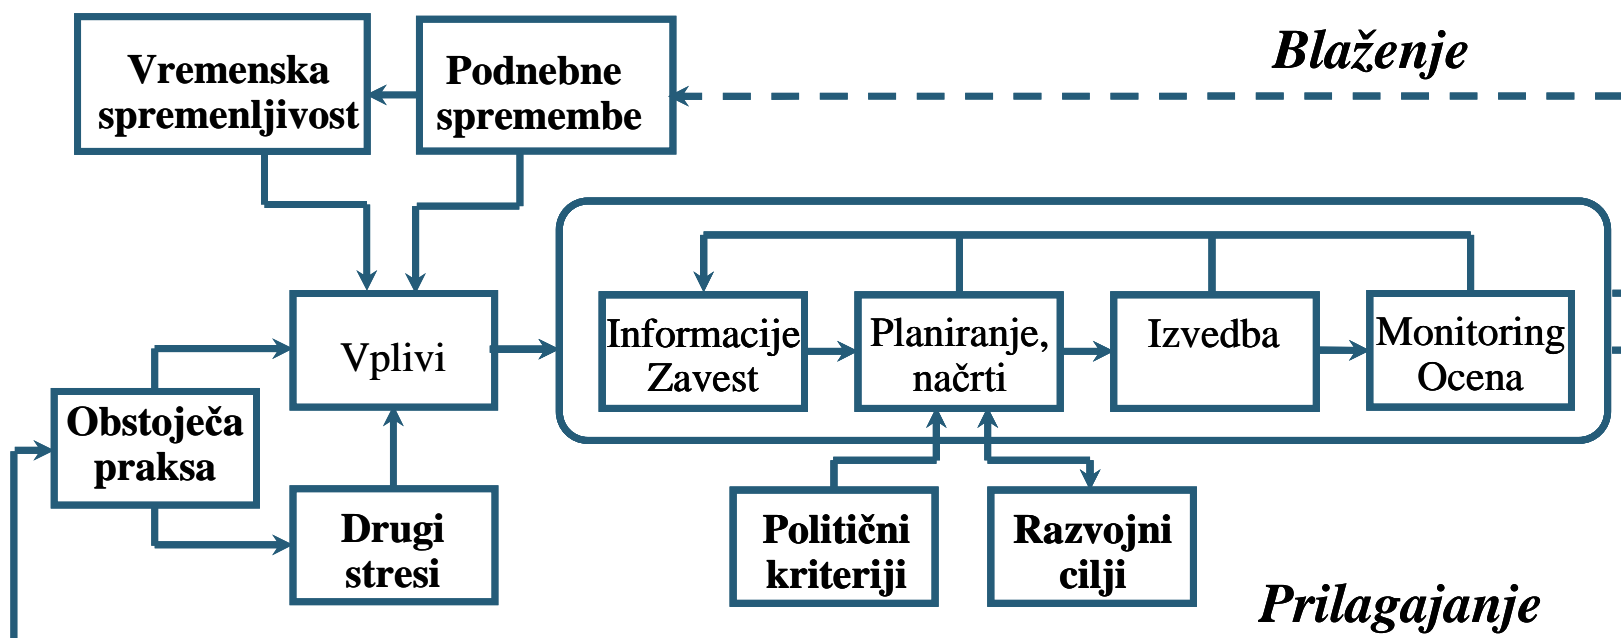 Blaženje
Vremenska
spremenljivost
Podnebne
spremembe
Vplivi
Informacije
Zavest
Planiranje,
načrti
Izvedba
Monitoring
Ocena
Obstoječa
praksa
Drugi
stresi
Politični
kriteriji
Razvojni
cilji
Prilagajanje